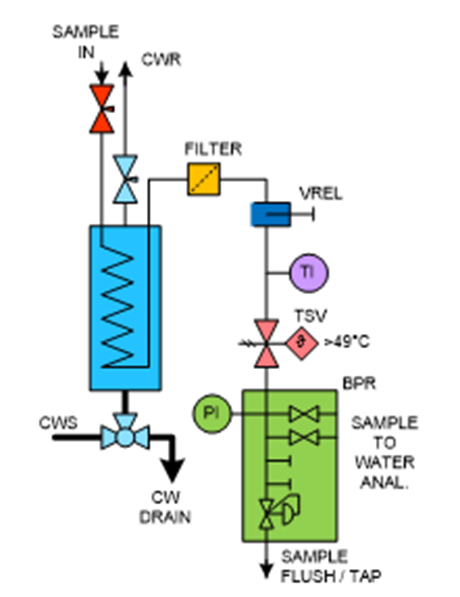 SAMPLE
IN
CWR
FILTER
VREL
TI
TSV
>49°C
BPR
PI
CWS
SAMPLE
TO
WATER
ANAL.
CW
DRAIN
SAMPLE
FLUSH / TAP